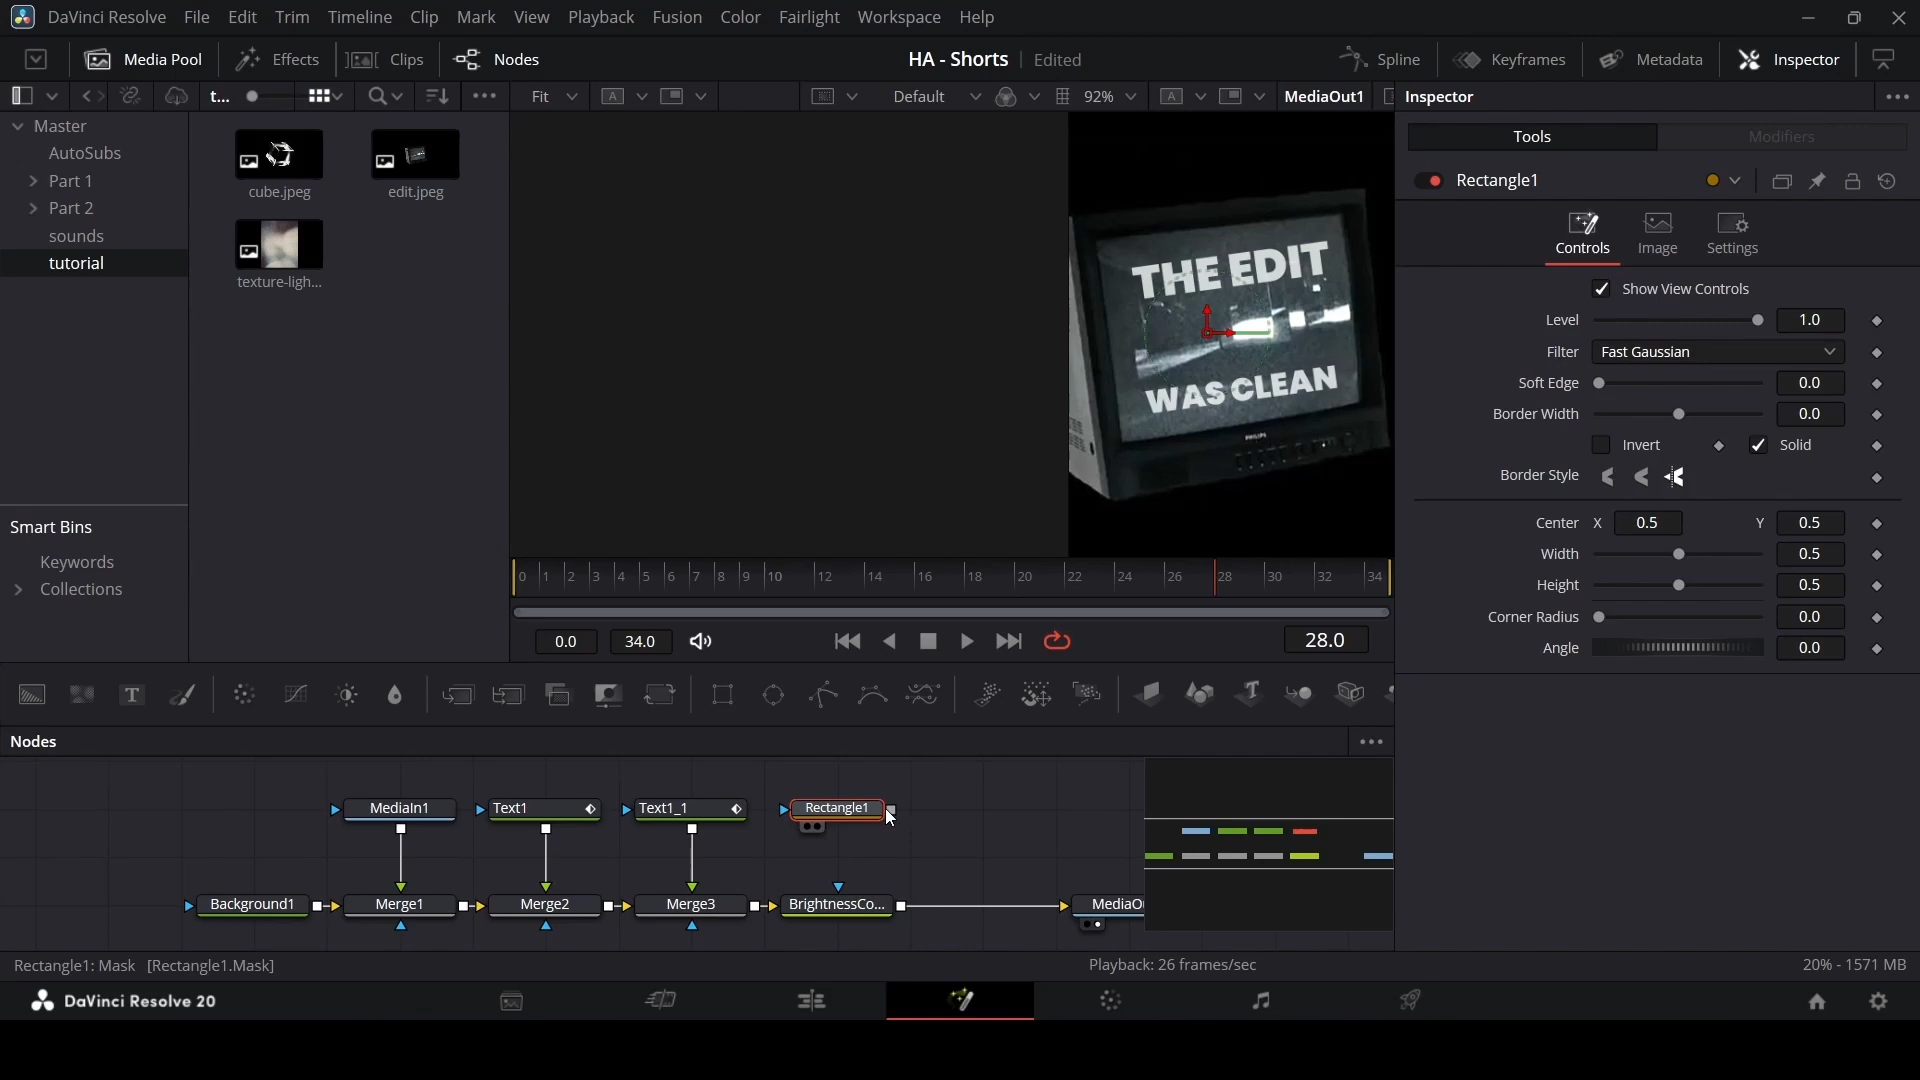 DaVinci Resolve File Edit Trim Timeline Clip Mark View Playback Fusion Color Fairlight Workspace Help
Media Pool Effects Clips Nodes HA - Shorts Edited Spline Keyframes Metadata Inspector
t... Fit A Default 92% A MediaOut1 Inspector
Master
AutoSubs
Part 1
Part 2
sounds
tutorial
cube.jpeg edit.jpeg
texture-ligh...
THE EDIT
WAS CLEAN
PHILIPS
Tools Modifiers
Rectangle1
Controls Image Settings
Show View Controls
Level 1.0
Filter Fast Gaussian
Soft Edge 0.0
Border Width 0.0
Invert Solid
Border Style
Center X 0.5 Y 0.5
Width 0.5
Height 0.5
Corner Radius 0.0
Angle 0.0
Smart Bins
Keywords
Collections
0 1 2 3 4 5 6 7 8 9 10 12 14 16 18 20 22 24 26 28 30 32 34
0.0 34.0 28.0
T T
Nodes
MediaIn1 Text1 Text1_1 Rectangle1
Background1 Merge1 Merge2 Merge3 BrightnessCo... MediaOu
Rectangle1: Mask [Rectangle1.Mask] Playback: 26 frames/sec 20% - 1571 MB
DaVinci Resolve 20